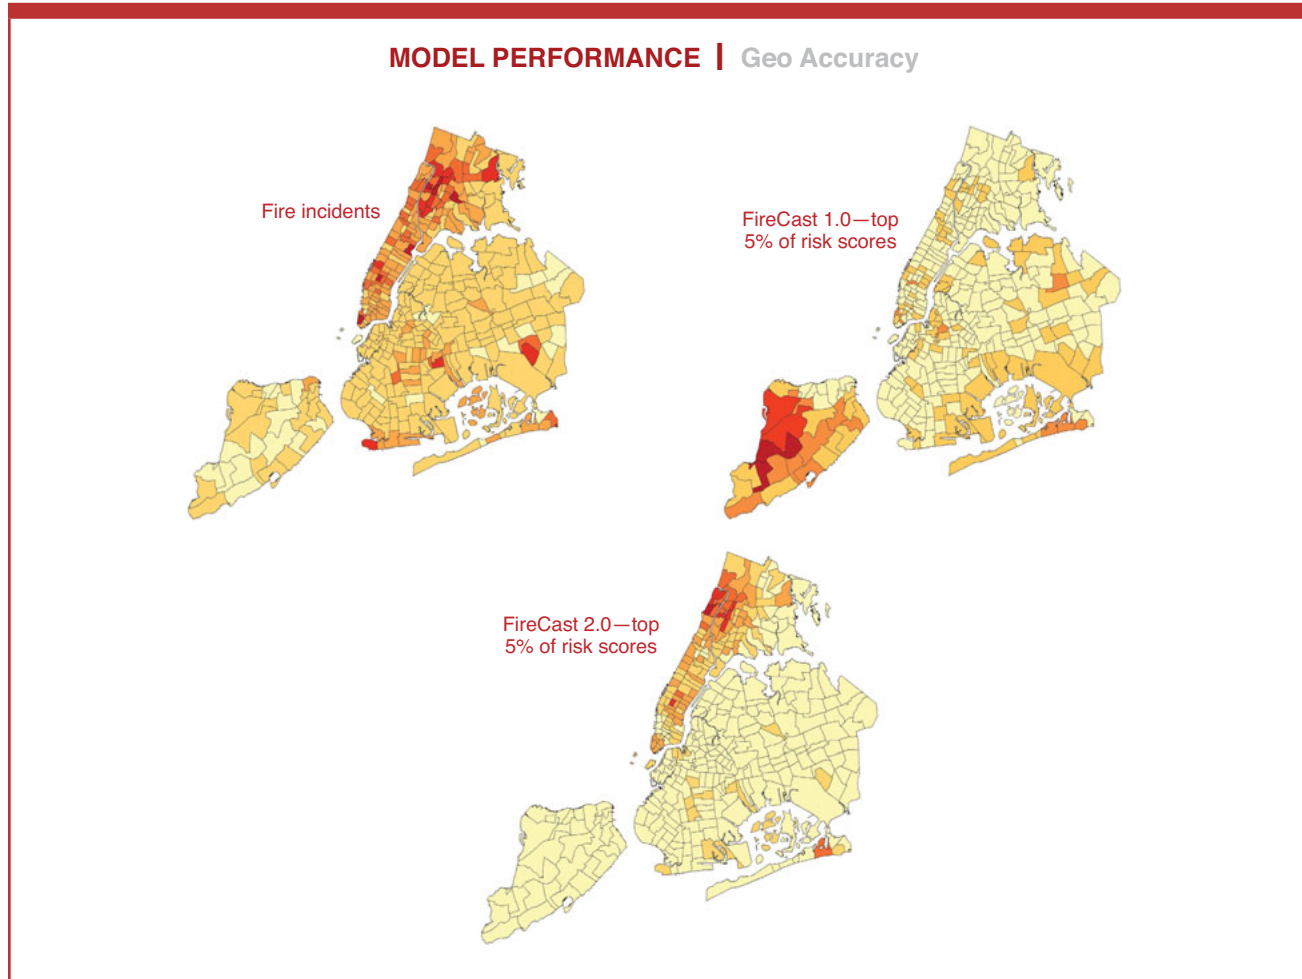 MODEL PERFORMANCE | Geo Accuracy
Fire incidents
FireCast 1.0—top
5% of risk scores
FireCast 2.0—top
5% of risk scores